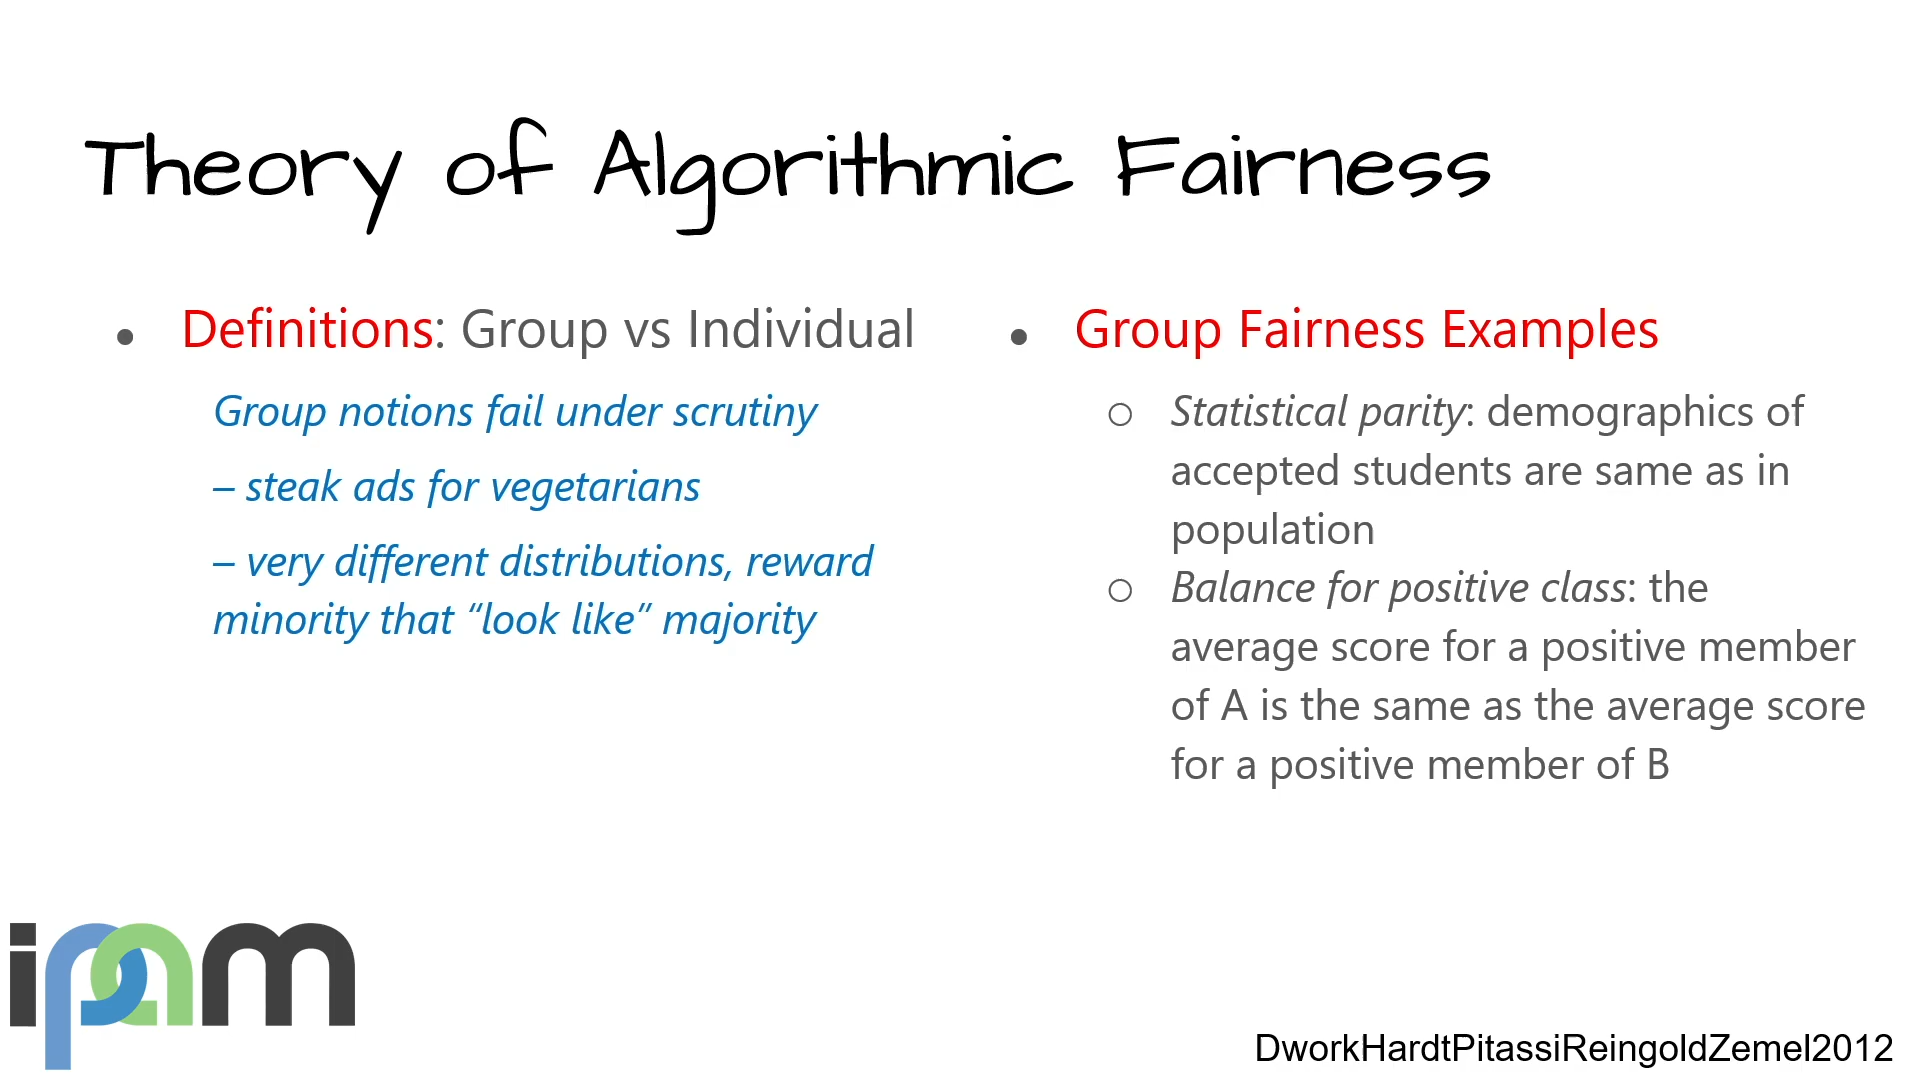 Theory of Algorithmic Fairness
● Definitions: Group vs Individual
Group notions fail under scrutiny
– steak ads for vegetarians
– very different distributions, reward
minority that “look like” majority
● Group Fairness Examples
○ Statistical parity: demographics of
accepted students are same as in
population
○ Balance for positive class: the
average score for a positive member
of A is the same as the average score
for a positive member of B
ipam
DworkHardtPitassiReingoldZemel2012